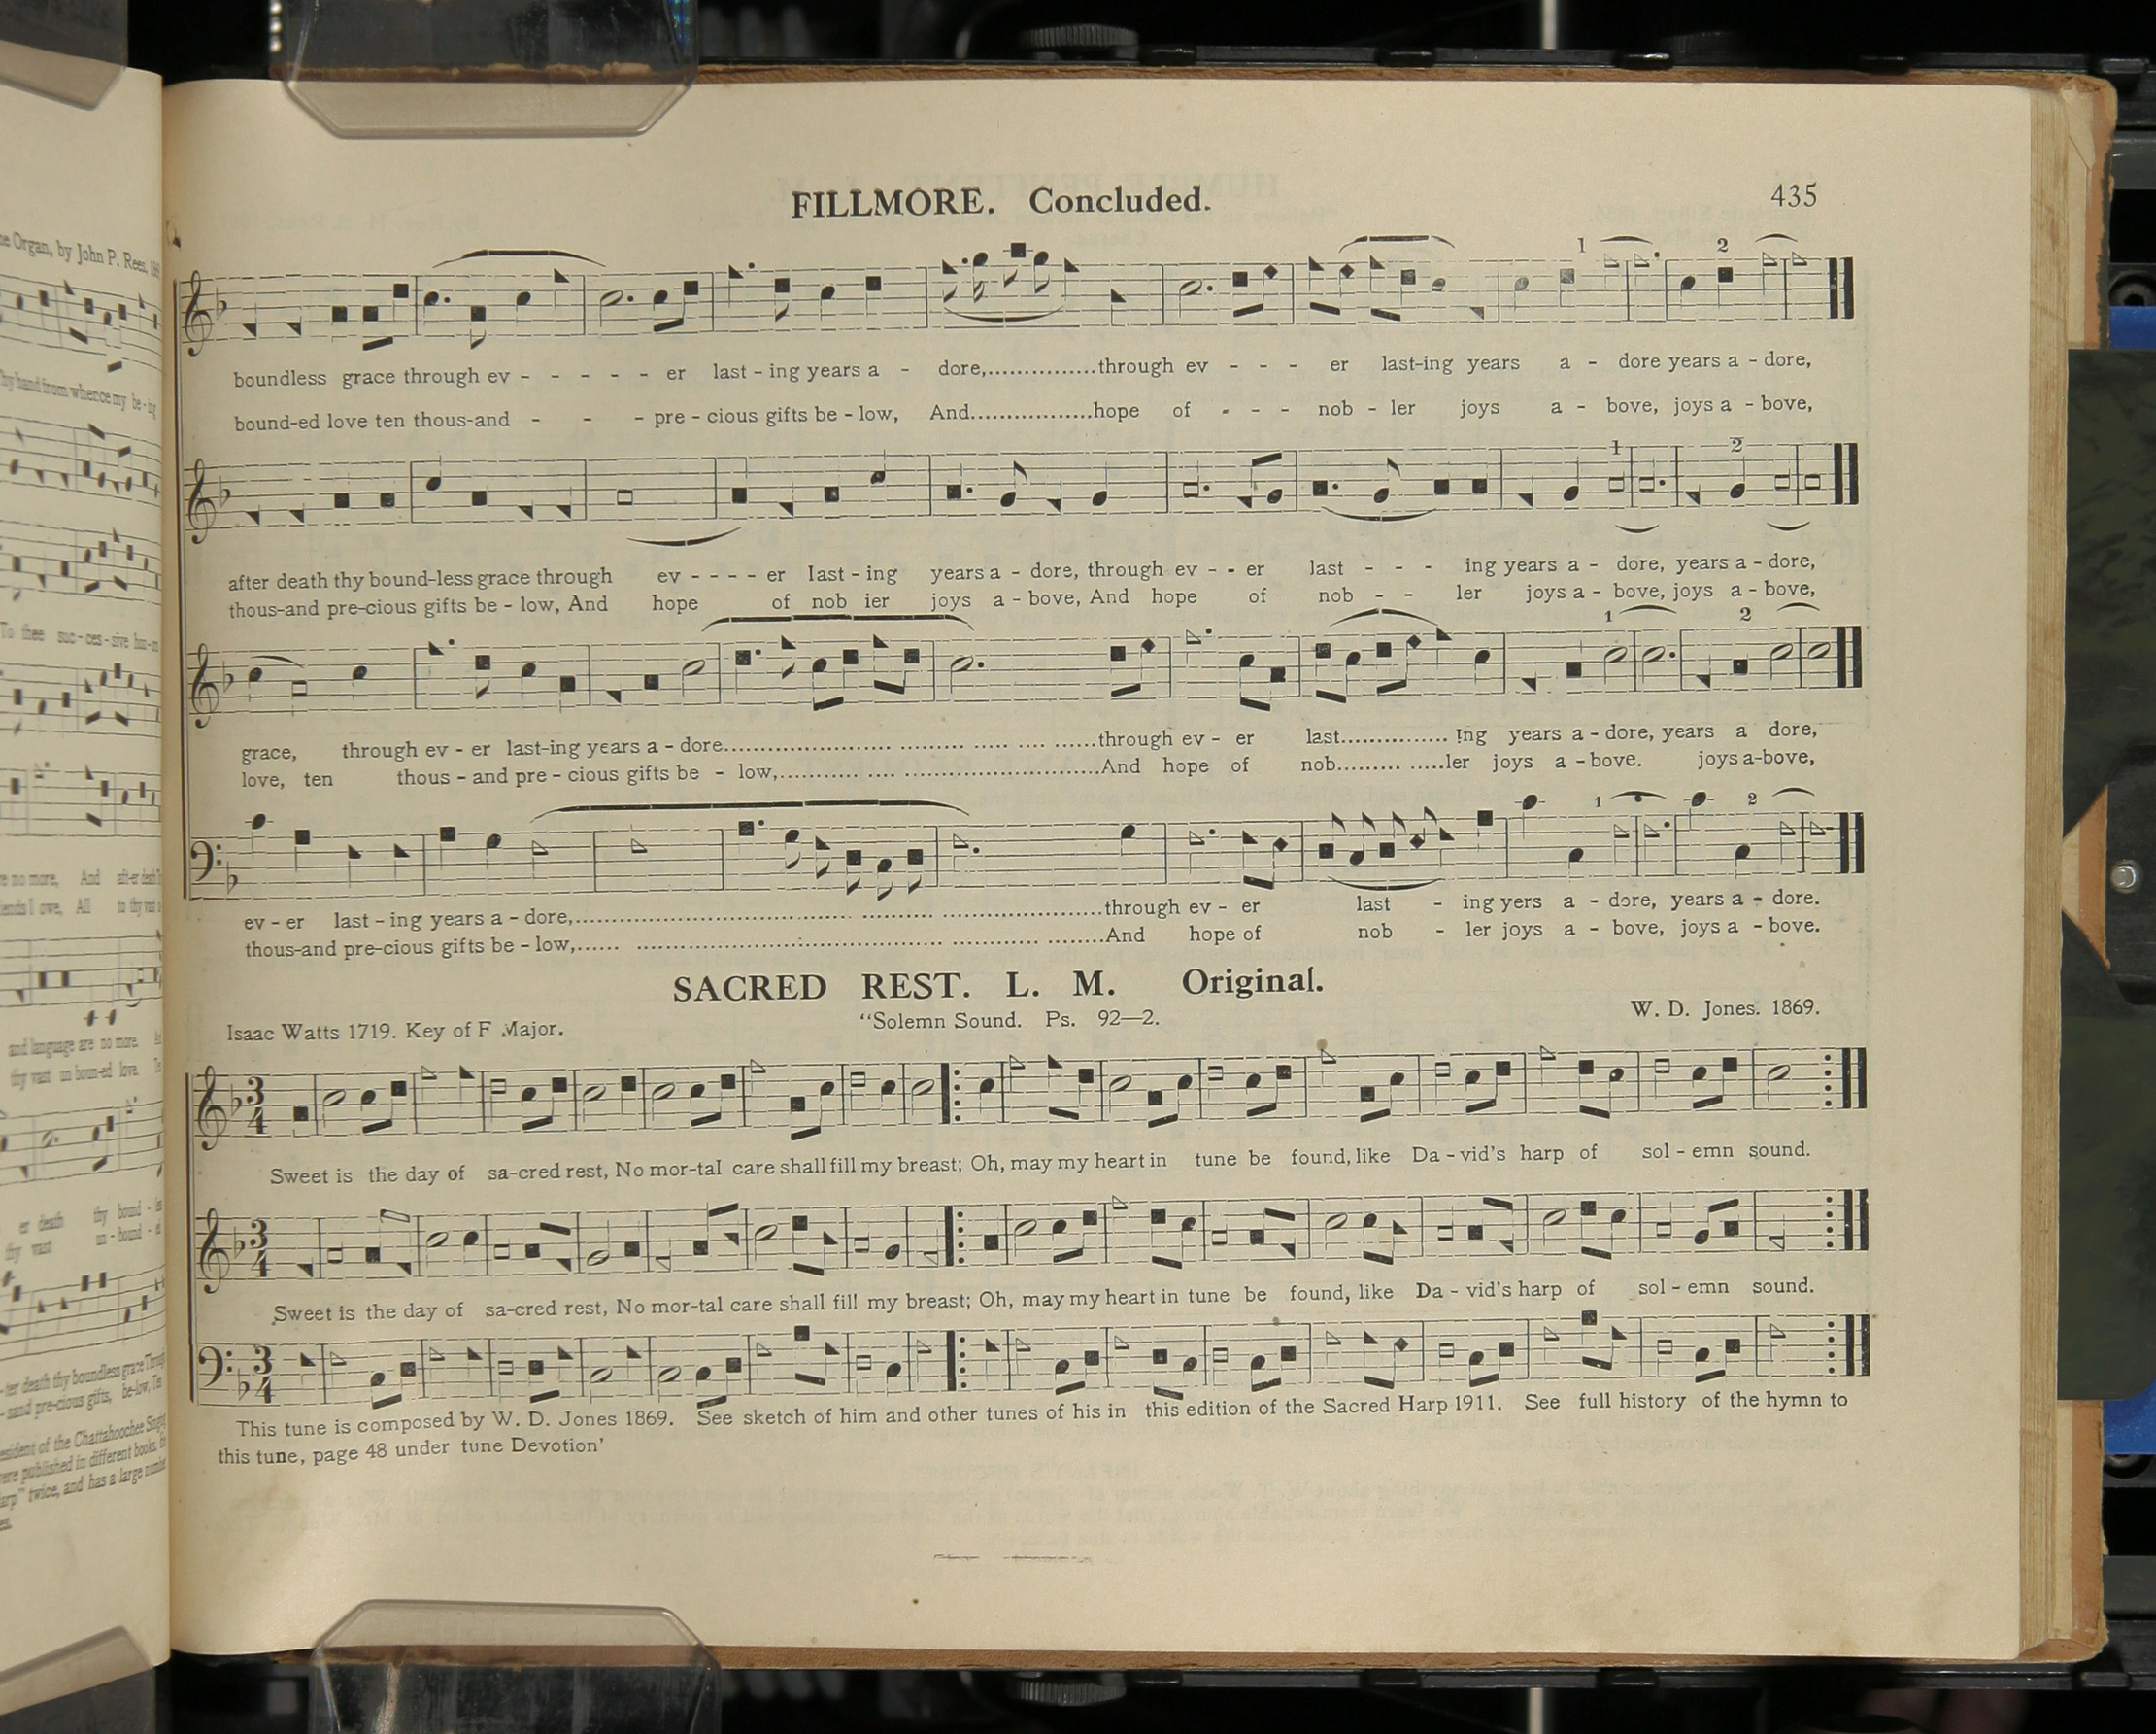 FILLMORE. Concluded.
435
1 2
boundless grace through ev - - - - - - er last - ing years a - dore,...............through ev - - - er last-ing years a - dore years a - dore,
bound-ed love ten thous-and - - - pre - cious gifts be - low, And.................hope of - - - nob - ler joys a - bove, joys a - bove,
1 2
after death thy bound-less grace through ev - - - - er last - ing years a - dore, through ev - - er last - - - ing years a - dore, years a - dore,
thous-and pre-cious gifts be - low, And hope of nob ier joys a - bove, And hope of nob - - ler joys a - bove, joys a - bove,
1 2
grace, through ev - er last-ing years a - dore.................................. ......... ..... .... ......through ev - er last............... ing years a - dore, years a dore,
love, ten thous - and pre - cious gifts be - low,.......... .... ............................And hope of nob......... .....ler joys a - bove. joys a-bove,
1 2
ev - er last - ing years a - dore,....................................... ......... .........................through ev - er last - ing yers a - dore, years a - dore.
thous-and pre-cious gifts be - low,...... ........................................... ............ ........And hope of nob - ler joys a - bove, joys a - bove.
SACRED REST. L. M. Original.
Isaac Watts 1719. Key of F Major.
"Solemn Sound. Ps. 92—2.
W. D. Jones. 1869.
3
4
Sweet is the day of sa-cred rest, No mor-tal care shall fill my breast; Oh, may my heart in tune be found, like Da - vid's harp of sol - emn sound.
3
4
Sweet is the day of sa-cred rest, No mor-tal care shall fill my breast; Oh, may my heart in tune be found, like Da - vid's harp of sol - emn sound.
3
4
This tune is composed by W. D. Jones 1869. See sketch of him and other tunes of his in this edition of the Sacred Harp 1911. See full history of the hymn to
this tune, page 48 under tune Devotion'